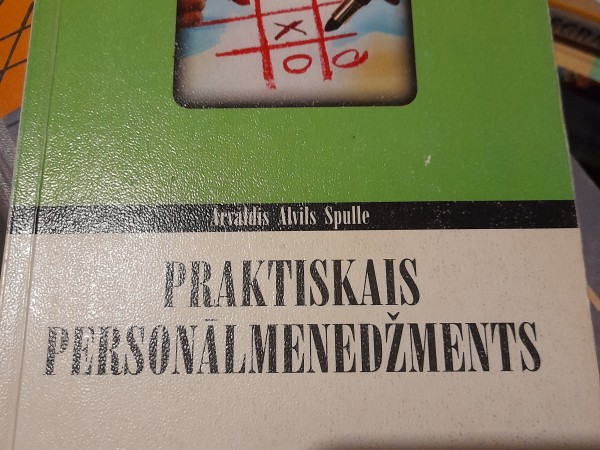 X
O O
Arvaldis Alvils Spulle
PRAKTISKAIS
PERSONĀLMENEDŽMENTS